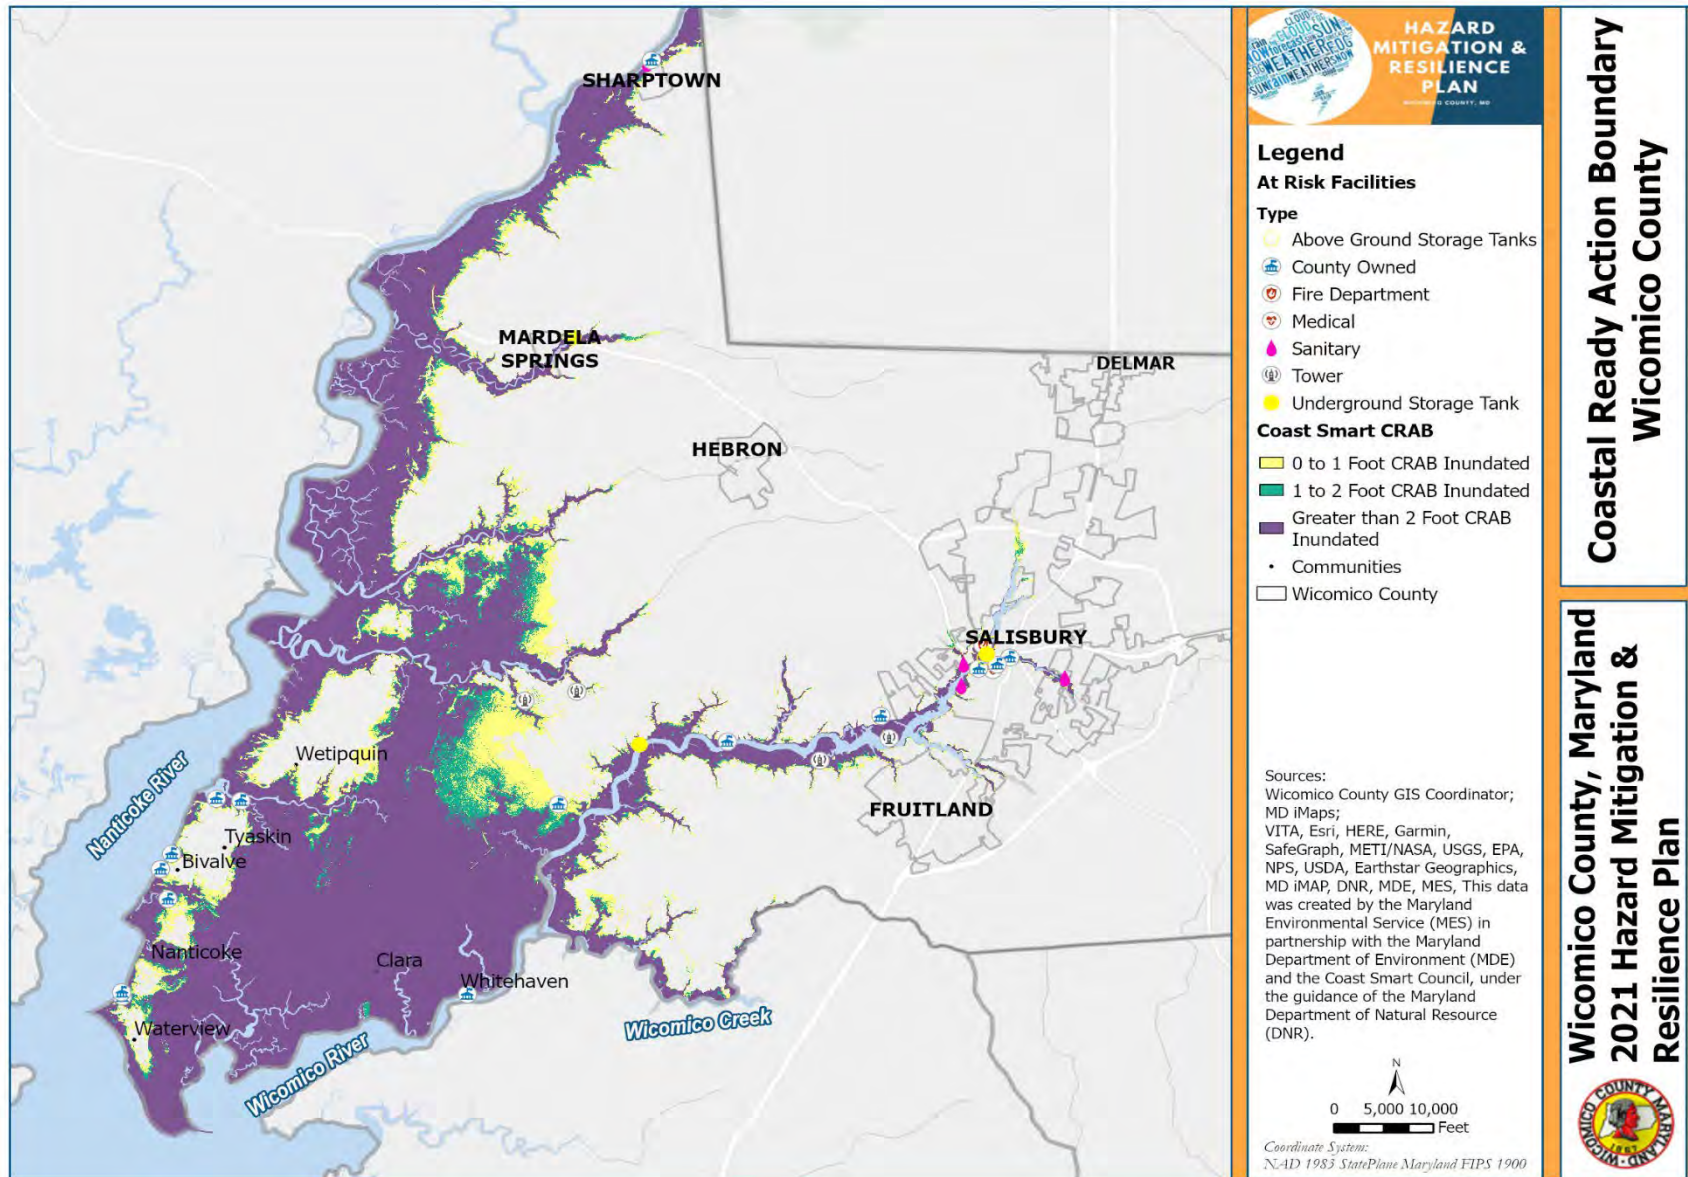 SHARPTOWN
MARDELA
SPRINGS
DELMAR
HEBRON
SALISBURY
Wetipquin
Nanticoke River
FRUITLAND
Tyaskin
Bivalve
Nanticoke
Clara
Whitehaven
Waterview
Wicomico Creek
Wicomico River
HAZARD
MITIGATION &
RESILIENCE
PLAN
WICOMICO COUNTY, MD
Legend
At Risk Facilities
Type
Above Ground Storage Tanks
County Owned
Fire Department
Medical
Sanitary
Tower
Underground Storage Tank
Coast Smart CRAB
0 to 1 Foot CRAB Inundated
1 to 2 Foot CRAB Inundated
Greater than 2 Foot CRAB
Inundated
Communities
Wicomico County
Sources:
Wicomico County GIS Coordinator;
MD iMaps;
VITA, Esri, HERE, Garmin,
SafeGraph, METI/NASA, USGS, EPA,
NPS, USDA, Earthstar Geographics,
MD iMAP, DNR, MDE, MES, This data
was created by the Maryland
Environmental Service (MES) in
partnership with the Maryland
Department of Environment (MDE)
and the Coast Smart Council, under
the guidance of the Maryland
Department of Natural Resource
(DNR).
N
0 5,000 10,000
Feet
Coordinate System:
NAD 1983 StatePlane Maryland FIPS 1900
Coastal Ready Action Boundary
Wicomico County
Wicomico County, Maryland
2021 Hazard Mitigation &
Resilience Plan
WICOMICO COUNTY MARYLAND
1867